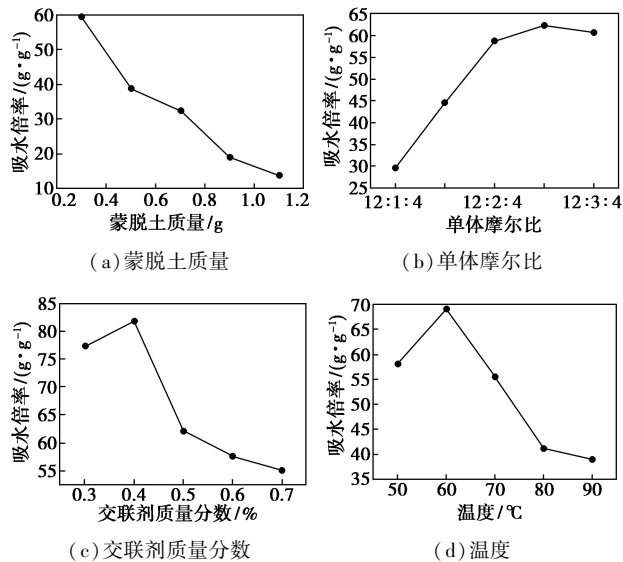 吸水倍率/(g·g⁻¹)
60
50
40
30
20
10
0.2 0.4 0.6 0.8 1.0 1.2
蒙脱土质量/g
(a)蒙脱土质量
吸水倍率/(g·g⁻¹)
65
60
55
50
45
40
35
30
25
12:1:4 12:2:4 12:3:4
单体摩尔比
(b)单体摩尔比
吸水倍率/(g·g⁻¹)
85
80
75
70
65
60
55
0.3 0.4 0.5 0.6 0.7
交联剂质量分数/%
(c)交联剂质量分数
吸水倍率/(g·g⁻¹)
70
65
60
55
50
45
40
35
50 60 70 80 90
温度/℃
(d)温度